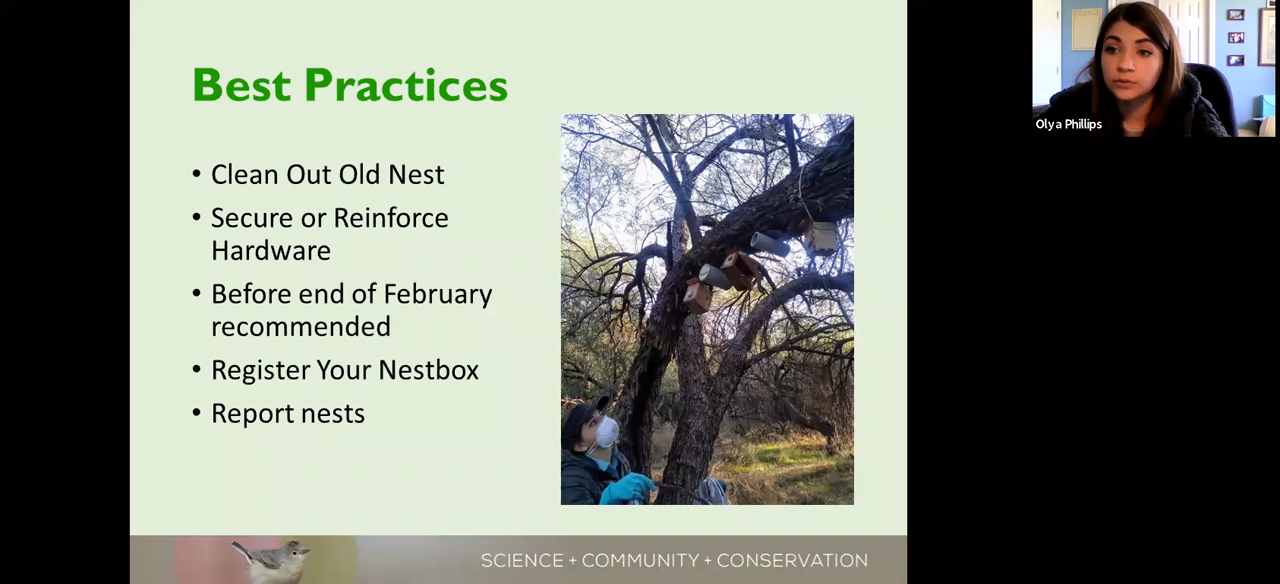 Best Practices
• Clean Out Old Nest
• Secure or Reinforce
Hardware
• Before end of February
recommended
• Register Your Nestbox
• Report nests
SCIENCE + COMMUNITY + CONSERVATION
Olya Phillips